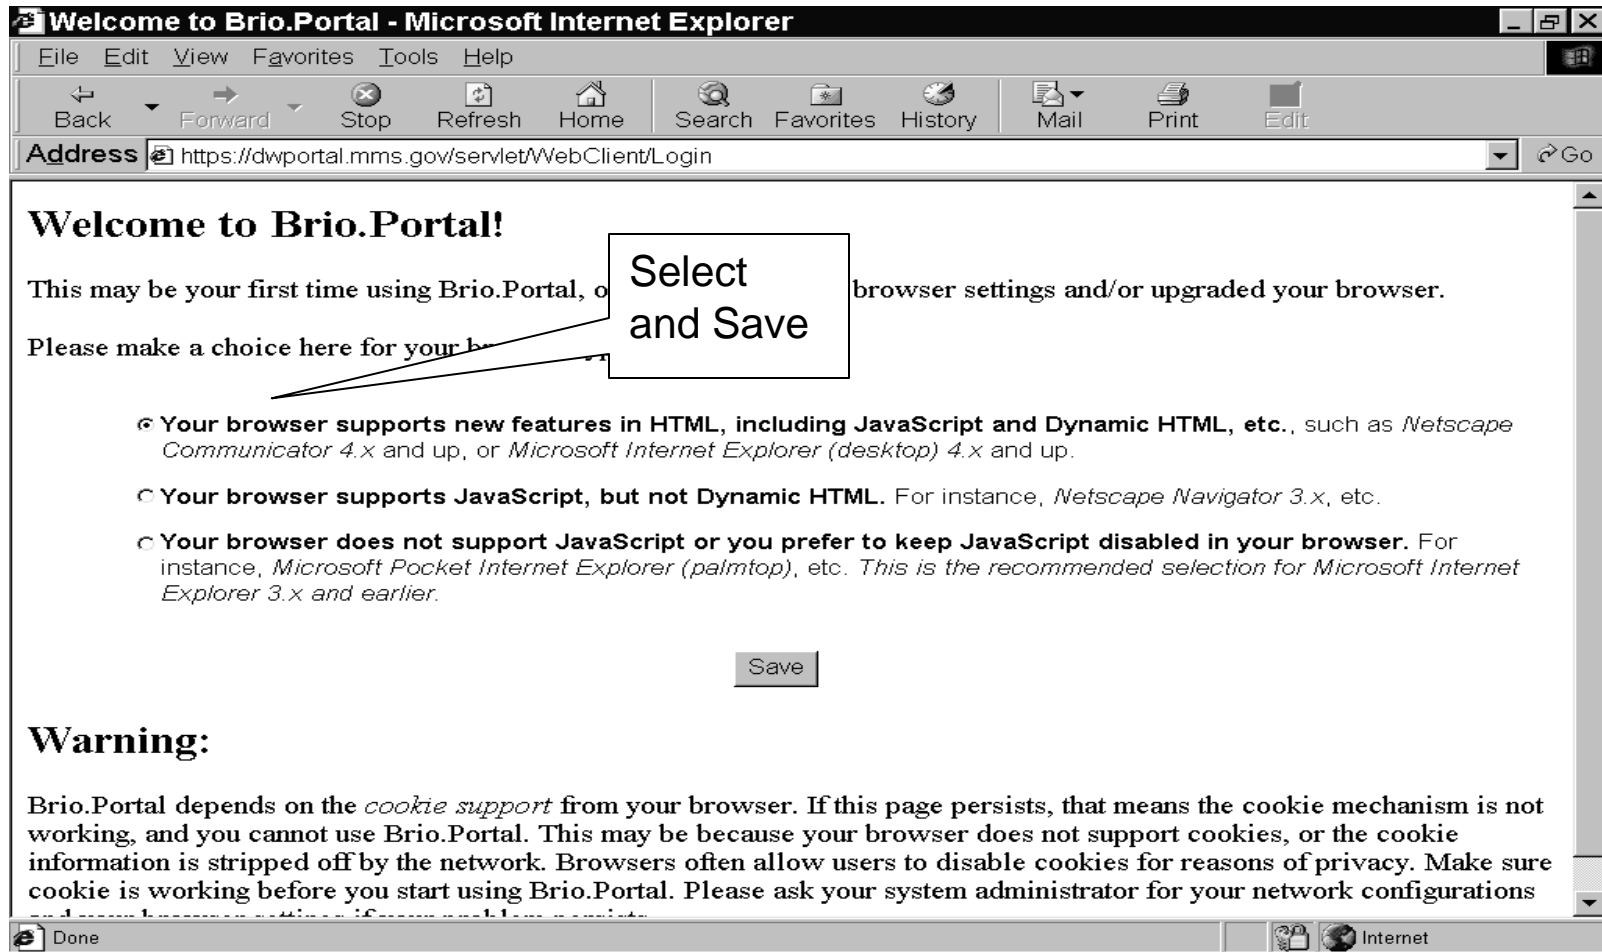 Welcome to Brio.Portal - Microsoft Internet Explorer
File Edit View Favorites Tools Help
Back Forward Stop Refresh Home Search Favorites History Mail Print Edit
Address https://dwportal.mms.gov/servlet/WebClient/Login Go
Welcome to Brio.Portal!
Select
and Save
This may be your first time using Brio.Portal, browser settings and/or upgraded your browser.
Please make a choice here for your
Your browser supports new features in HTML, including JavaScript and Dynamic HTML, etc., such as Netscape
Communicator 4.x and up, or Microsoft Internet Explorer (desktop) 4.x and up.
Your browser supports JavaScript, but not Dynamic HTML. For instance, Netscape Navigator 3.x, etc.
Your browser does not support JavaScript or you prefer to keep JavaScript disabled in your browser. For
instance, Microsoft Pocket Internet Explorer (palmtop), etc. This is the recommended selection for Microsoft Internet
Explorer 3.x and earlier.
Save
Warning:
Brio.Portal depends on the cookie support from your browser. If this page persists, that means the cookie mechanism is not
working, and you cannot use Brio.Portal. This may be because your browser does not support cookies, or the cookie
information is stripped off by the network. Browsers often allow users to disable cookies for reasons of privacy. Make sure
cookie is working before you start using Brio.Portal. Please ask your system administrator for your network configurations
and your browser settings if your problem persists.
Done Internet